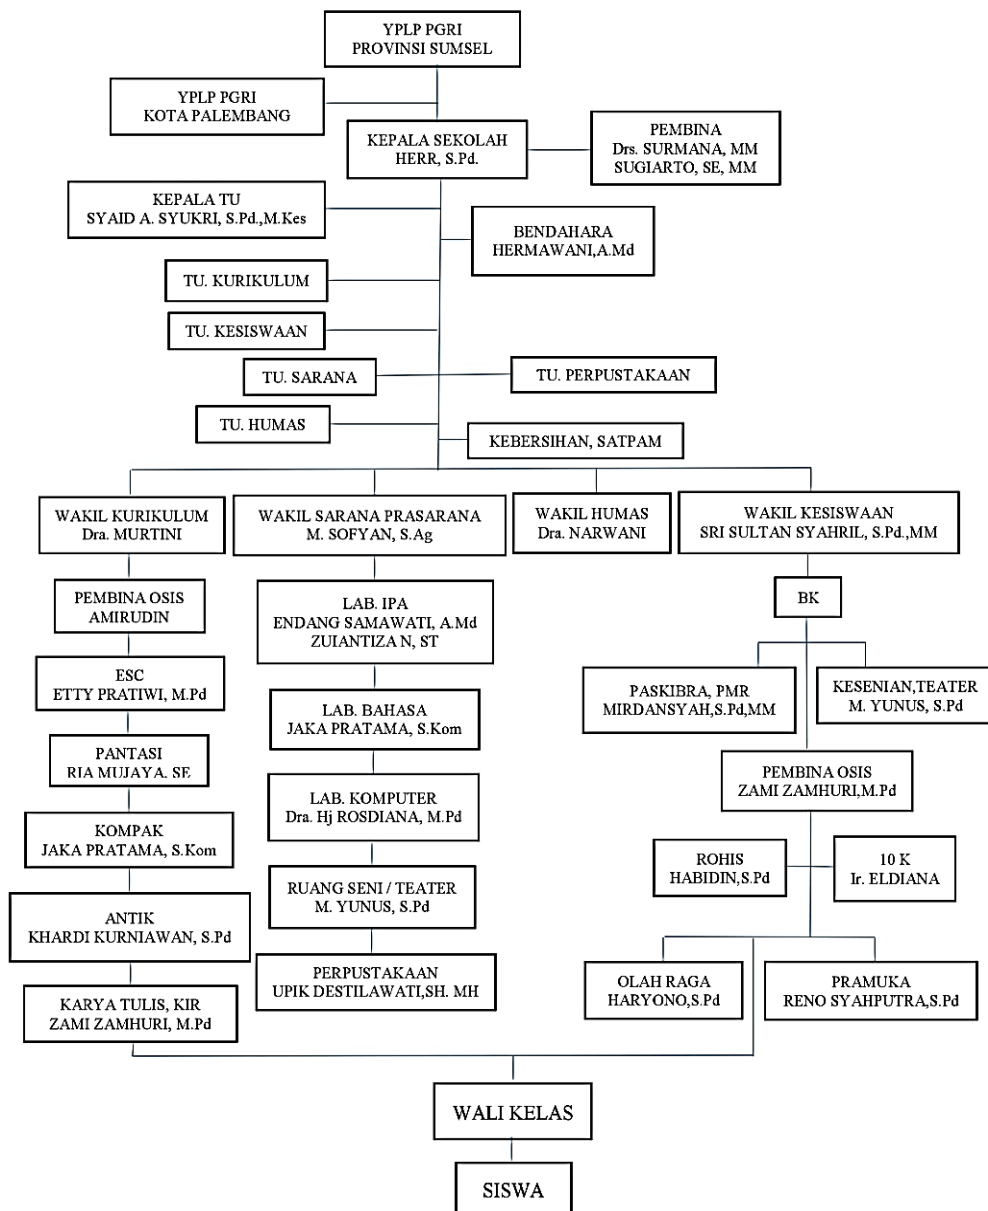 YPLP PGRI
PROVINSI SUMSEL
YPLP PGRI
KOTA PALEMBANG
KEPALA SEKOLAH
HERR, S.Pd.
PEMBINA
Drs. SURMANA, MM
SUGIARTO, SE, MM
KEPALA TU
SYAID A. SYUKRI, S.Pd.,M.Kes
BENDAHARA
HERMAWANI,A.Md
TU. KURIKULUM
TU. KESISWAAN
TU. SARANA
TU. PERPUSTAKAAN
TU. HUMAS
KEBERSIHAN, SATPAM
WAKIL KURIKULUM
Dra. MURTINI
WAKIL SARANA PRASARANA
M. SOFYAN, S.Ag
WAKIL HUMAS
Dra. NARWANI
WAKIL KESISWAAN
SRI SULTAN SYAHRIL, S.Pd.,MM
PEMBINA OSIS
AMIRUDIN
ESC
ETTY PRATIWI, M.Pd
PANTASI
RIA MUJAYA. SE
KOMPAK
JAKA PRATAMA, S.Kom
ANTIK
KHARDI KURNIAWAN, S.Pd
KARYA TULIS, KIR
ZAMI ZAMHURI, M.Pd
LAB. IPA
ENDANG SAMAWATI, A.Md
ZUIANTIZA N, ST
LAB. BAHASA
JAKA PRATAMA, S.Kom
LAB. KOMPUTER
Dra. Hj ROSDIANA, M.Pd
RUANG SENI / TEATER
M. YUNUS, S.Pd
PERPUSTAKAAN
UPIK DESTILAWATI,SH. MH
BK
PASKIBRA, PMR
MIRDANSYAH,S.Pd,MM
KESENIAN,TEATER
M. YUNUS, S.Pd
PEMBINA OSIS
ZAMI ZAMHURI,M.Pd
ROHIS
HABIDIN,S.Pd
10 K
Ir. ELDIANA
OLAH RAGA
HARYONO,S.Pd
PRAMUKA
RENO SYAHPUTRA,S.Pd
WALI KELAS
SISWA